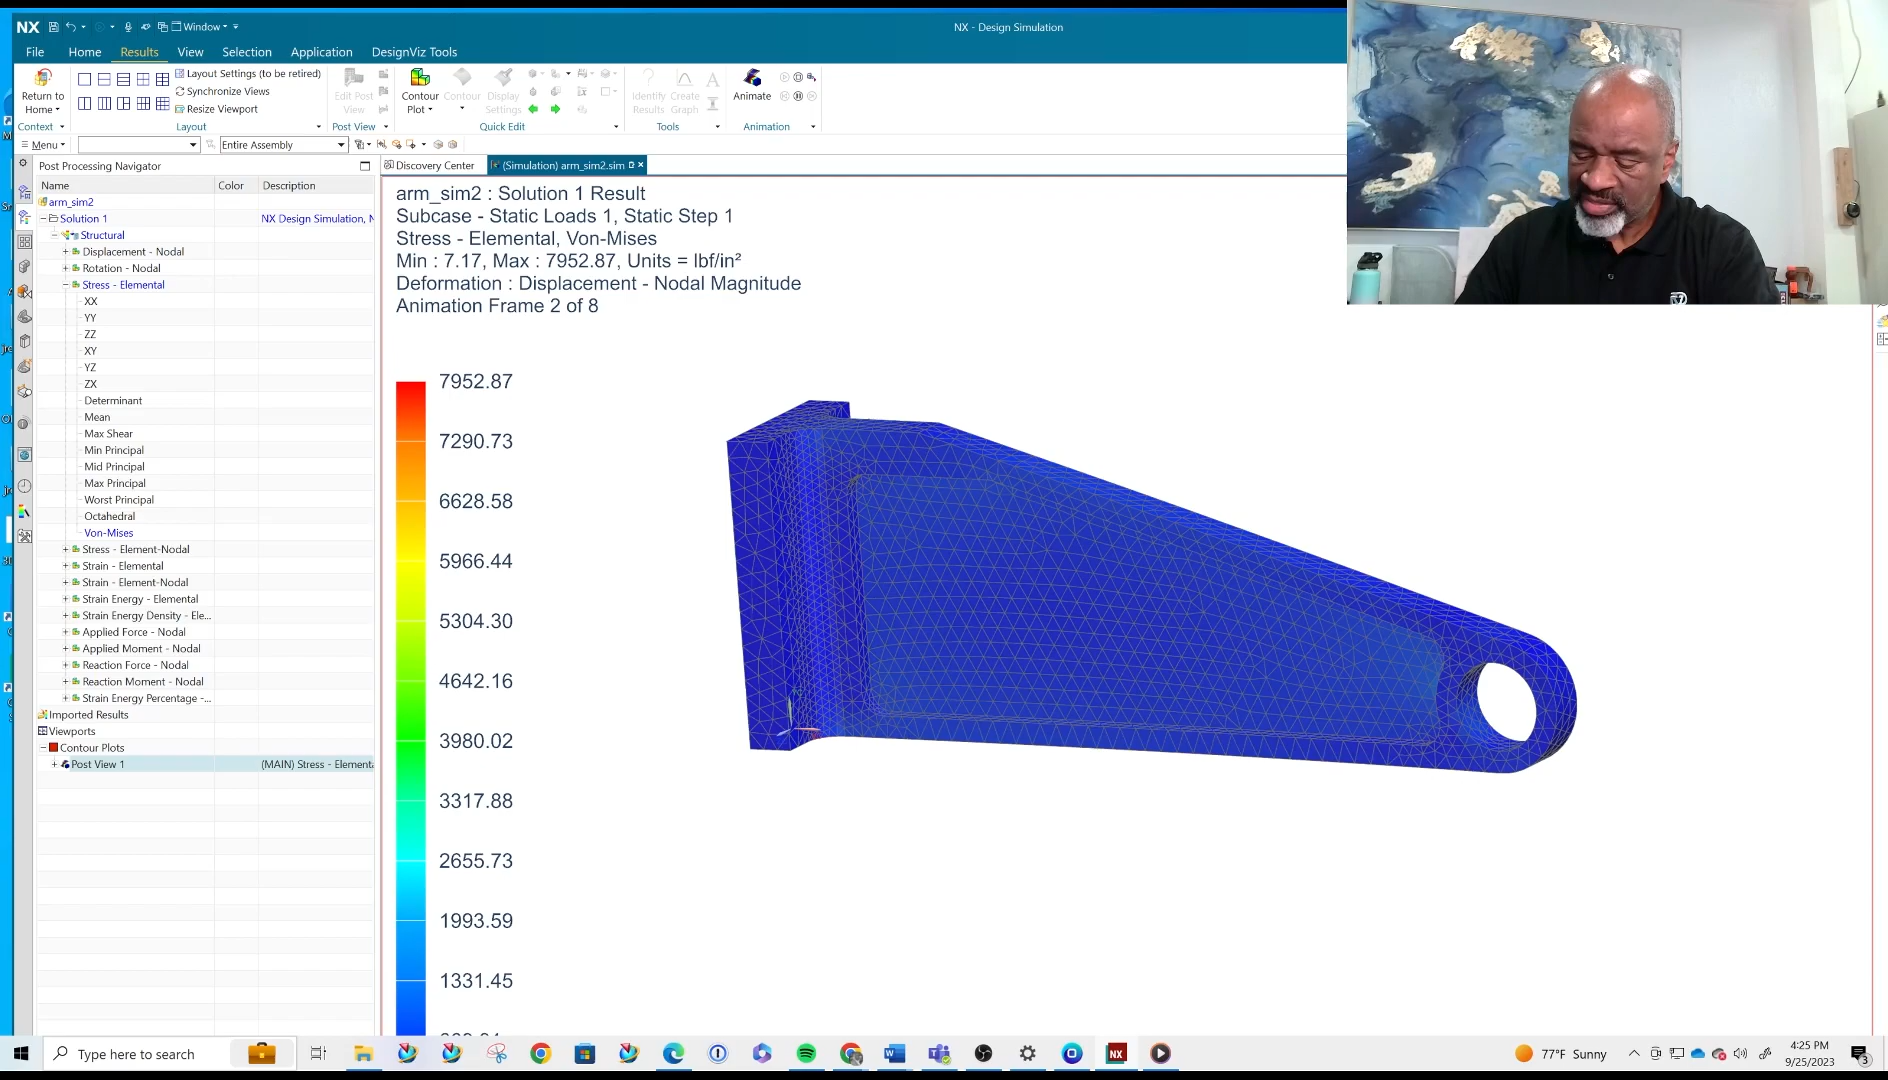 NX
Window
NX - Design Simulation
File Home Results View Selection Application DesignViz Tools
Return to Home
Context
Layout Settings (to be retired)
Synchronize Views
Resize Viewport
Layout
Edit Post View
Post View
Contour Plot
Contour
Display Settings
Quick Edit
Identify Results
Create Graph
Tools
Animate
Animation
Menu
Entire Assembly
Post Processing Navigator
Discovery Center
(Simulation) arm_sim2.sim
Name Color Description
arm_sim2
Solution 1 NX Design Simulation, N
Structural
Displacement - Nodal
Rotation - Nodal
Stress - Elemental
XX
YY
ZZ
XY
YZ
ZX
Determinant
Mean
Max Shear
Min Principal
Mid Principal
Max Principal
Worst Principal
Octahedral
Von-Mises
Stress - Element-Nodal
Strain - Elemental
Strain - Element-Nodal
Strain Energy - Elemental
Strain Energy Density - Ele...
Applied Force - Nodal
Applied Moment - Nodal
Reaction Force - Nodal
Reaction Moment - Nodal
Strain Energy Percentage -...
Imported Results
Viewports
Contour Plots
Post View 1 (MAIN) Stress - Elementa
arm_sim2 : Solution 1 Result
Subcase - Static Loads 1, Static Step 1
Stress - Elemental, Von-Mises
Min : 7.17, Max : 7952.87, Units = lbf/in²
Deformation : Displacement - Nodal Magnitude
Animation Frame 2 of 8
7952.87
7290.73
6628.58
5966.44
5304.30
4642.16
3980.02
3317.88
2655.73
1993.59
1331.45
Type here to search
NX
77°F Sunny
4:25 PM
9/25/2023
3